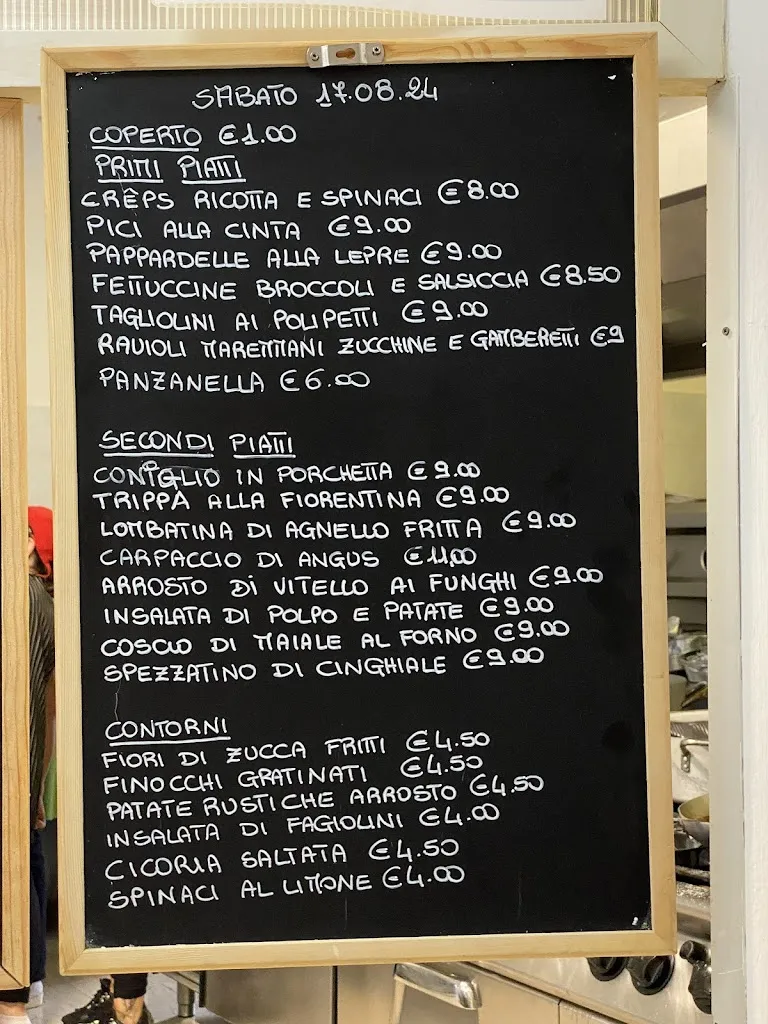 SABATO 17.08.24
COPERTO €1.00
PRIMI PIATTI
CRÊPS RICOTTA E SPINACI €8.00
PICI ALLA CINTA €9.00
PAPPARDELLE ALLA LEPRE €9.00
FETTUCCINE BROCCOLI E SALSICCIA €8.50
TAGLIOLINI AI POLIPETTI €9.00
RAVIOLI MAREMMANI ZUCCHINE E GAMBERETTI €9
PANZANELLA €6.00
SECONDI PIATTI
CONIGLIO IN PORCHETTA €9.00
TRIPPA ALLA FIORENTINA €9.00
LOMBATINA DI AGNELLO FRITTA €9.00
CARPACCIO DI ANGUS €11,00
ARROSTO Di VITELLO AI FUNGHI €9.00
INSALATA DI POLPO E PATATE €9.00
COSCIO DI MAIALE AL FORNO €9.00
SPEZZATINO DI CINGHIALE €9.00
CONTORNI
FIORI DI ZUCCA FRITTI €4.50
FINOCCHI GRATINATI €4.50
PATATE RUSTICHE ARROSTO €4.50
INSALATA DI FAGIOLINI €4.00
CICORIA SALTATA €4.50
SPINACI AL LIMONE €4.00